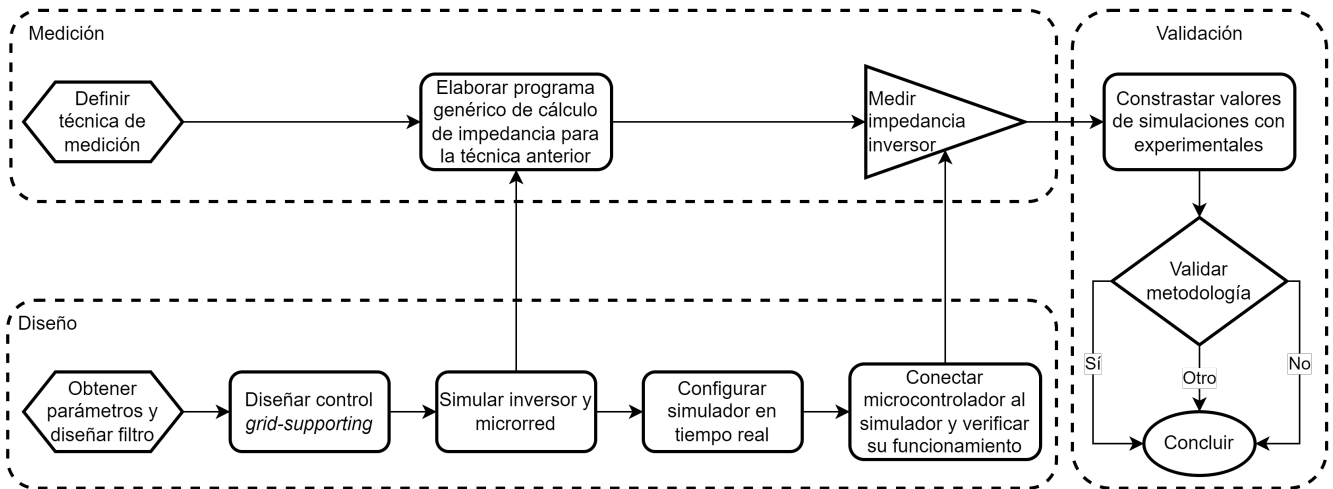 Medición
Definir
técnica de
medición
Elaborar programa
genérico de cálculo
de impedancia para
la técnica anterior
Medir
impedancia
inversor
Validación
Constrastar valores
de simulaciones con
experimentales
Validar
metodología
Sí
Otro
No
Concluir
Diseño
Obtener
parámetros y
diseñar filtro
Diseñar control
grid-supporting
Simular inversor y
microrred
Configurar
simulador en
tiempo real
Conectar
microcontrolador al
simulador y verificar
su funcionamiento